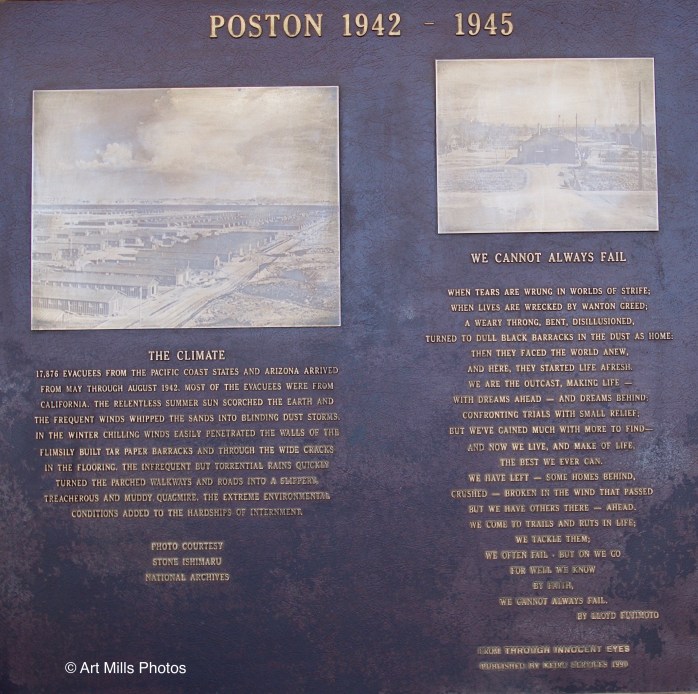 POSTON 1942 - 1945
THE CLIMATE
17,876 EVACUEES FROM THE PACIFIC COAST STATES AND ARIZONA ARRIVED
FROM MAY THROUGH AUGUST 1942. MOST OF THE EVACUEES WERE FROM
CALIFORNIA. THE RELENTLESS SUMMER SUN SCORCHED THE EARTH AND
THE FREQUENT WINDS WHIPPED THE SANDS INTO BLINDING DUST STORMS.
IN THE WINTER CHILLING WINDS EASILY PENETRATED THE WALLS OF THE
FLIMSILY BUILT TAR PAPER BARRACKS AND THROUGH THE WIDE CRACKS
IN THE FLOORING. THE INFREQUENT BUT TORRENTIAL RAINS QUICKLY
TURNED THE PARCHED WALKWAYS AND ROADS INTO A SLIPPERY,
TREACHEROUS AND MUDDY QUAGMIRE. THE EXTREME ENVIRONMENTAL
CONDITIONS ADDED TO THE HARDSHIPS OF INTERNMENT.
PHOTO COURTESY
STONE ISHIMARU
NATIONAL ARCHIVES
WE CANNOT ALWAYS FAIL
WHEN TEARS ARE WRUNG IN WORLDS OF STRIFE;
WHEN LIVES ARE WRECKED BY WANTON GREED;
A WEARY THRONG, BENT, DISILLUSIONED,
TURNED TO DULL BLACK BARRACKS IN THE DUST AS HOME:
THEN THEY FACED THE WORLD ANEW,
AND HERE, THEY STARTED LIFE AFRESH.
WE ARE THE OUTCAST, MAKING LIFE —
WITH DREAMS AHEAD — AND DREAMS BEHIND;
CONFRONTING TRIALS WITH SMALL RELIEF;
BUT WE'VE GAINED MUCH WITH MORE TO FIND—
AND NOW WE LIVE, AND MAKE OF LIFE,
THE BEST WE EVER CAN.
WE HAVE LEFT — SOME HOMES BEHIND,
CRUSHED — BROKEN IN THE WIND THAT PASSED
BUT WE HAVE OTHERS THERE — AHEAD.
WE COME TO TRAILS AND RUTS IN LIFE;
WE TACKLE THEM;
WE OFTEN FAIL - BUT ON WE GO
FOR WELL WE KNOW
BY FAITH,
WE CANNOT ALWAYS FAIL.
BY LLOYD FUJIMOTO
FROM THROUGH INNOCENT EYES
PUBLISHED BY KEIRO SERVICES 1990
© Art Mills Photos